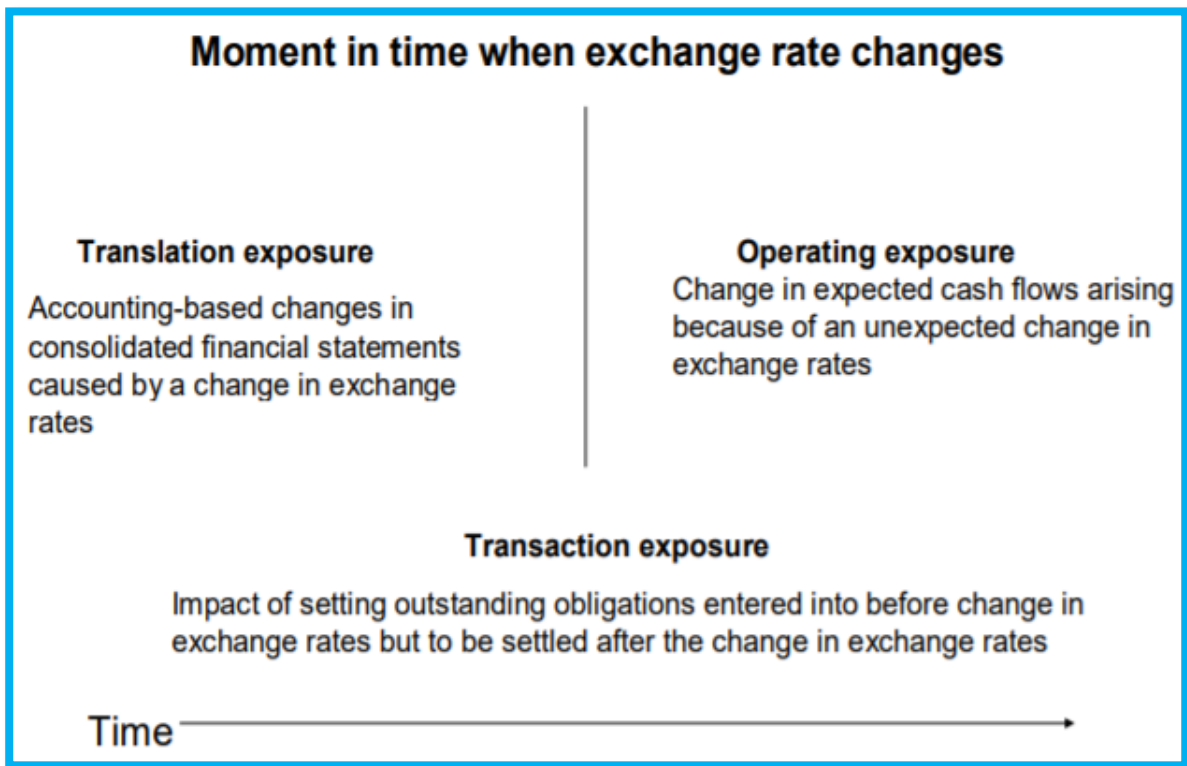 Moment in time when exchange rate changes
Translation exposure
Accounting-based changes in
consolidated financial statements
caused by a change in exchange
rates
Operating exposure
Change in expected cash flows arising
because of an unexpected change in
exchange rates
Transaction exposure
Impact of setting outstanding obligations entered into before change in
exchange rates but to be settled after the change in exchange rates
Time